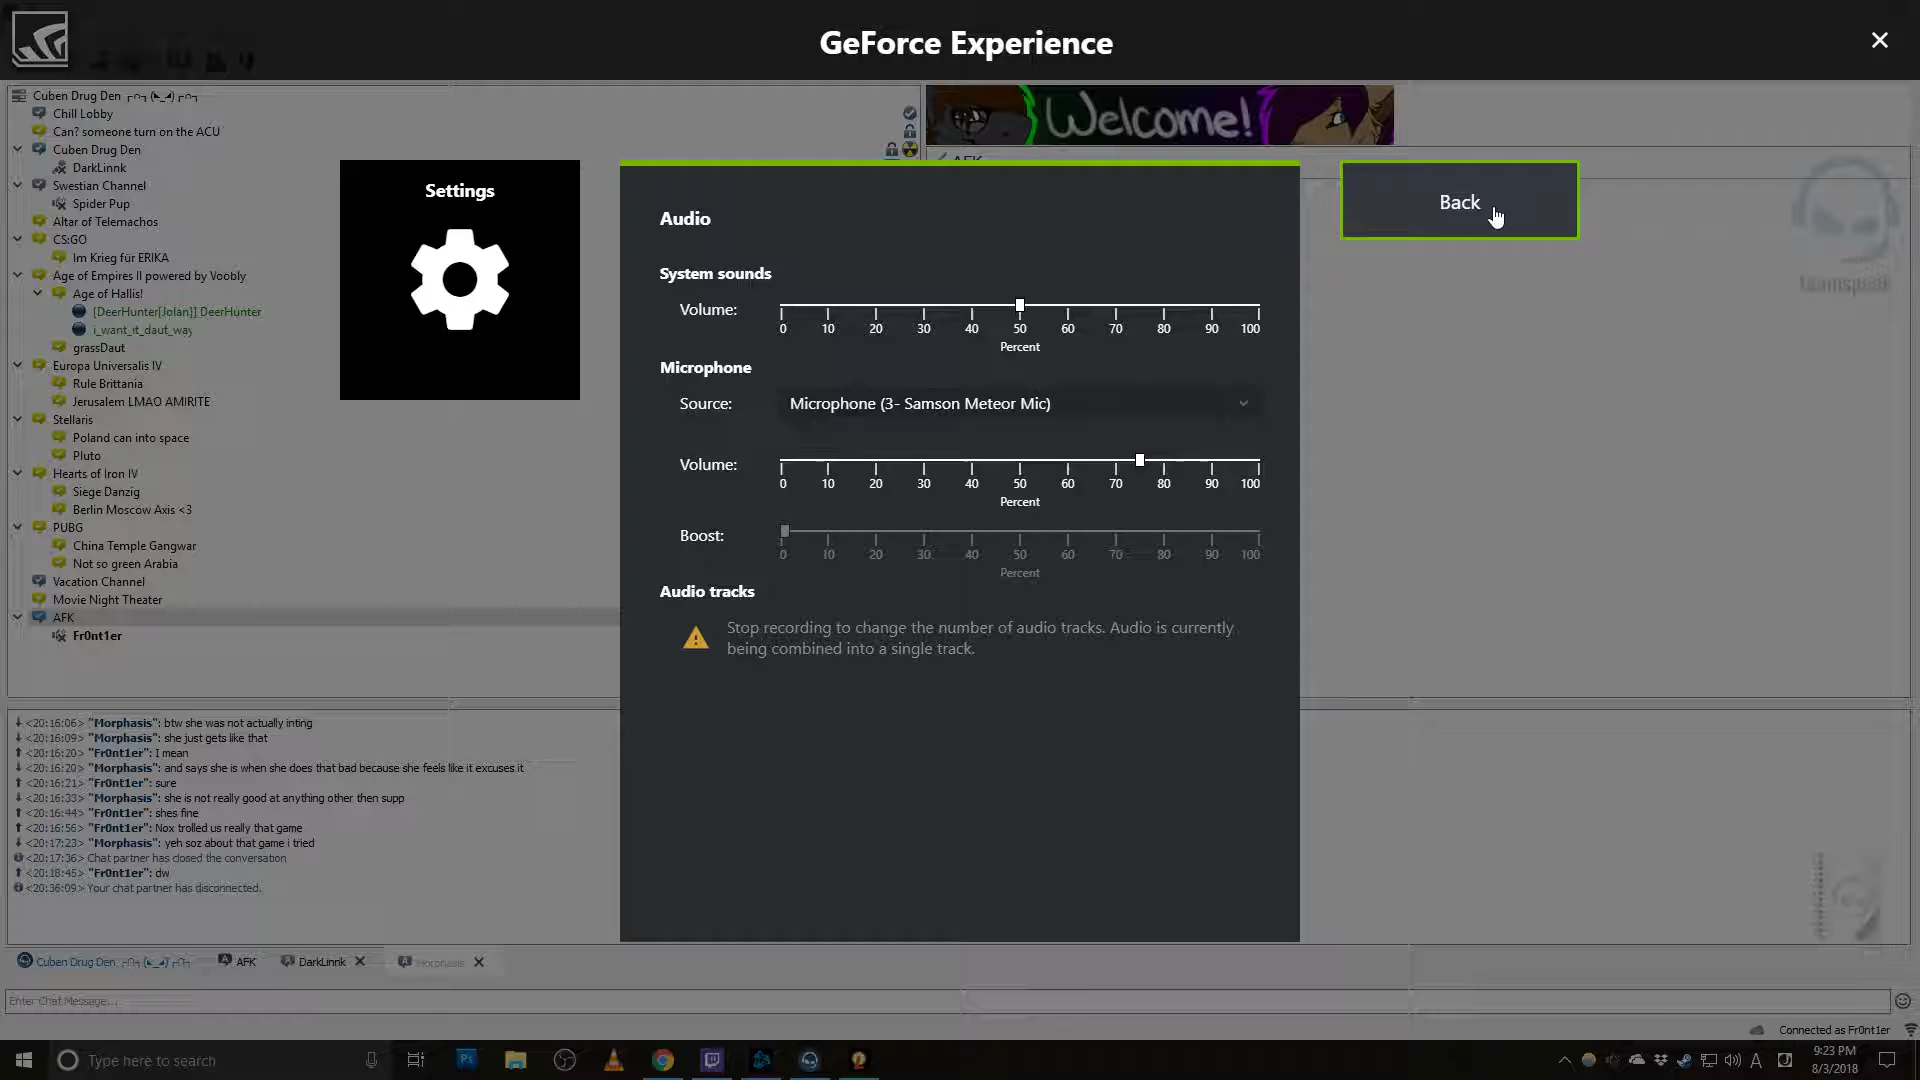 GeForce Experience
Cuben Drug Den
Chill Lobby
Can? someone turn on the ACU
Cuben Drug Den
DarkLinnk
Swestian Channel
Spider Pup
Altar of Telemachos
CS:GO
Im Krieg für ERIKA
Age of Empires II powered by Voobly
Age of Hallis!
[DeerHunter[Jolan]] DeerHunter
i_want_it_daut_way
grassDaut
Europa Universalis IV
Rule Brittania
Jerusalem LMAO AMIRITE
Stellaris
Poland can into space
Pluto
Hearts of Iron IV
Siege Danzig
Berlin Moscow Axis <3
PUBG
China Temple Gangwar
Not so green Arabia
Vacation Channel
Movie Night Theater
AFK
Fr0nt1er
Welcome!
AFK
teamspeak
Settings
Audio
System sounds
Volume:
0 10 20 30 40 50 60 70 80 90 100
Percent
Microphone
Source: Microphone (3- Samson Meteor Mic)
Volume:
0 10 20 30 40 50 60 70 80 90 100
Percent
Boost:
0 10 20 30 40 50 60 70 80 90 100
Percent
Audio tracks
Stop recording to change the number of audio tracks. Audio is currently
being combined into a single track.
Back
<20:16:06> "Morphasis": btw she was not actually inting
<20:16:09> "Morphasis": she just gets like that
<20:16:20> "Fr0nt1er": I mean
<20:16:20> "Morphasis": and says she is when she does that bad because she feels like it excuses it
<20:16:21> "Fr0nt1er": sure
<20:16:33> "Morphasis": she is not really good at anything other then supp
<20:16:44> "Fr0nt1er": shes fine
<20:16:56> "Fr0nt1er": Nox trolled us really that game
<20:17:23> "Morphasis": yeh soz about that game i tried
<20:17:36> Chat partner has closed the conversation
<20:18:45> "Fr0nt1er": dw
<20:36:09> Your chat partner has disconnected.
Cuben Drug Den AFK DarkLinnk Morphasis
Enter Chat Message...
Connected as Fr0nt1er
Type here to search
Ps
A
9:23 PM
8/3/2018